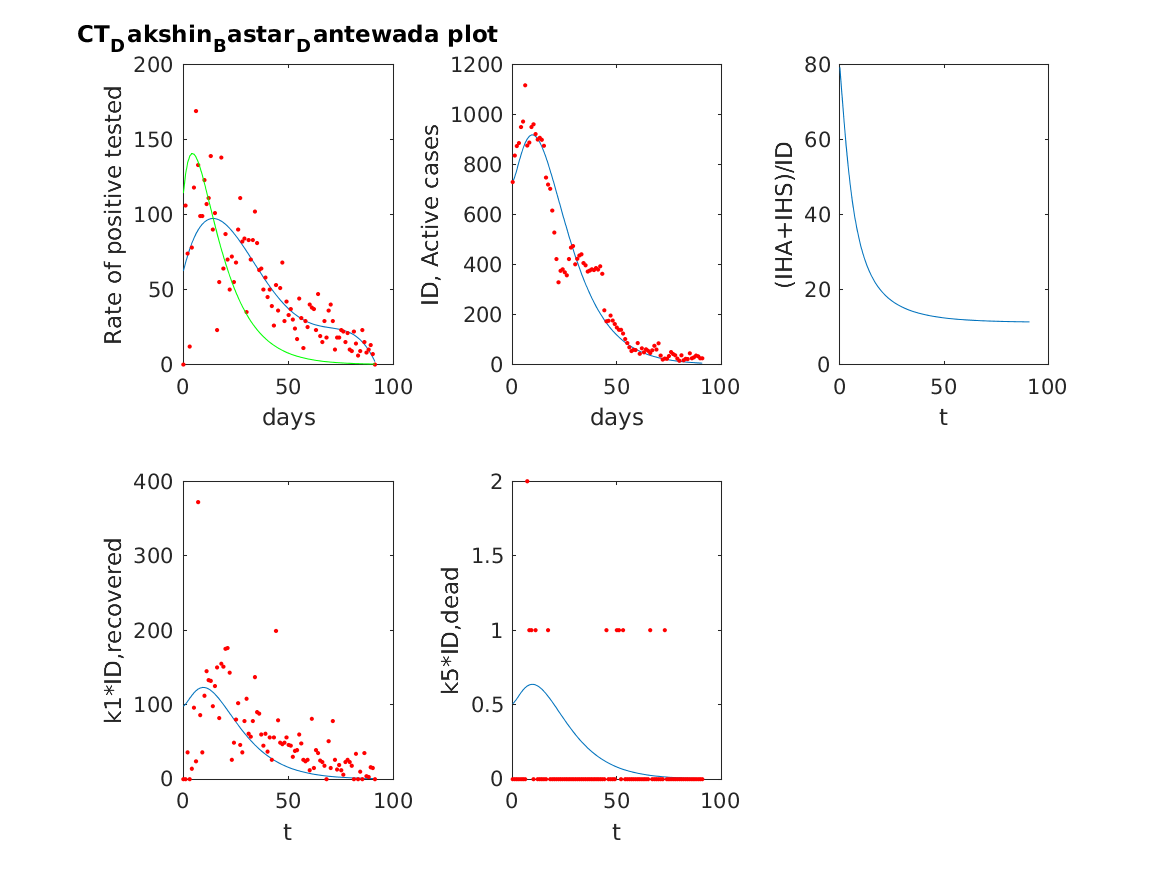 CT_Dakshin_Bastar_Dantewada plot
Rate of positive tested
200
150
100
50
0
0 50 100
days
ID, Active cases
1200
1000
800
600
400
200
0
0 50 100
days
(IHA+IHS)/ID
80
60
40
20
0
0 50 100
t
k1*ID,recovered
400
300
200
100
0
0 50 100
t
k5*ID,dead
2
1.5
1
0.5
0
0 50 100
t